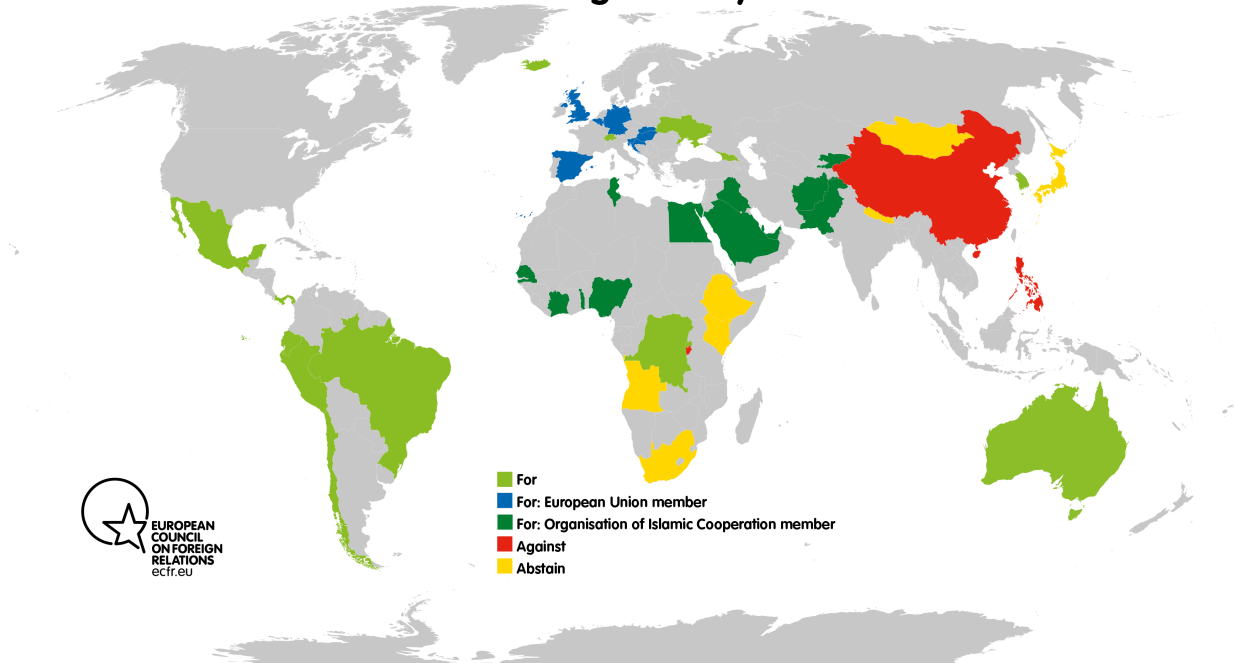 For
For: European Union member
For: Organisation of Islamic Cooperation member
Against
Abstain
EUROPEAN
COUNCIL
ON FOREIGN
RELATIONS
ecfr.eu